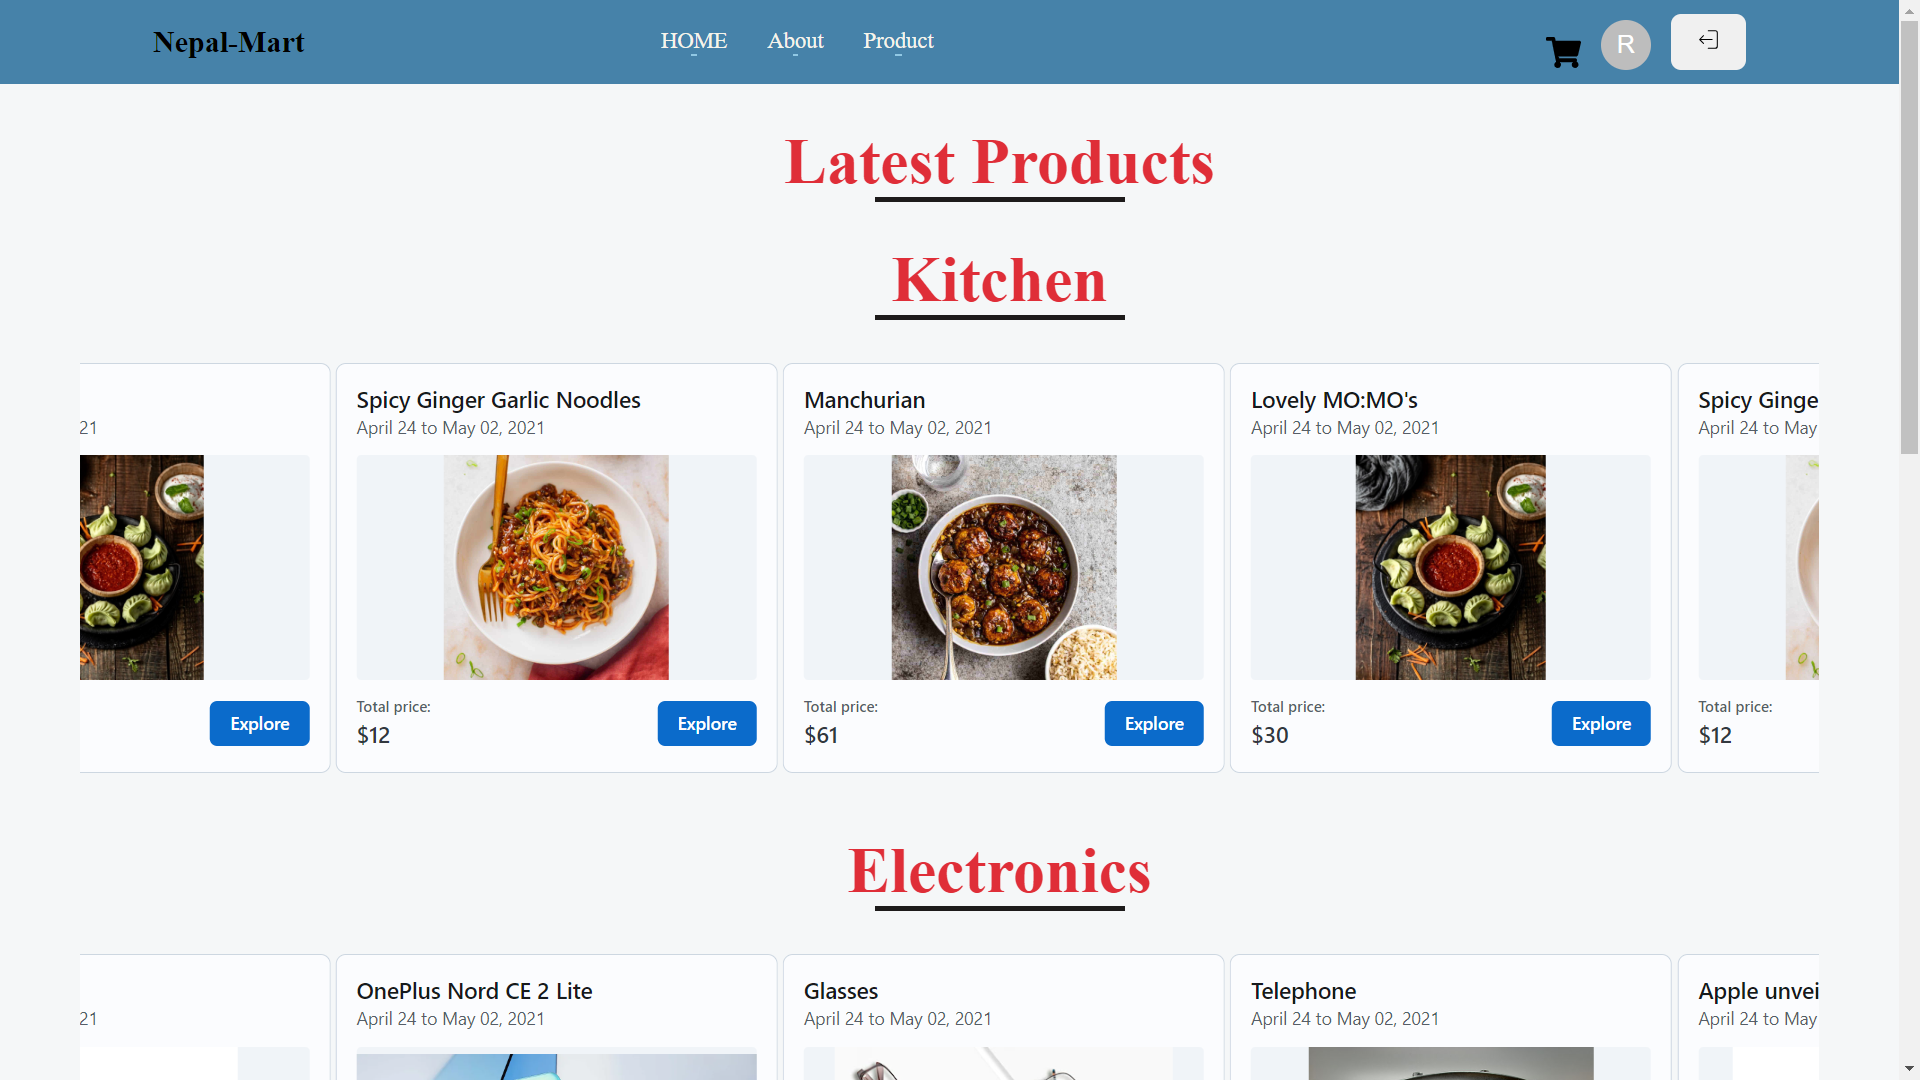 Nepal-Mart
HOME
About
Product
R
Latest Products
Kitchen
21
Explore
Spicy Ginger Garlic Noodles
April 24 to May 02, 2021
Total price:
$12
Explore
Manchurian
April 24 to May 02, 2021
Total price:
$61
Explore
Lovely MO:MO's
April 24 to May 02, 2021
Total price:
$30
Explore
Spicy Ginge
April 24 to May
Total price:
$12
Electronics
21
OnePlus Nord CE 2 Lite
April 24 to May 02, 2021
Glasses
April 24 to May 02, 2021
Telephone
April 24 to May 02, 2021
Apple unvei
April 24 to May